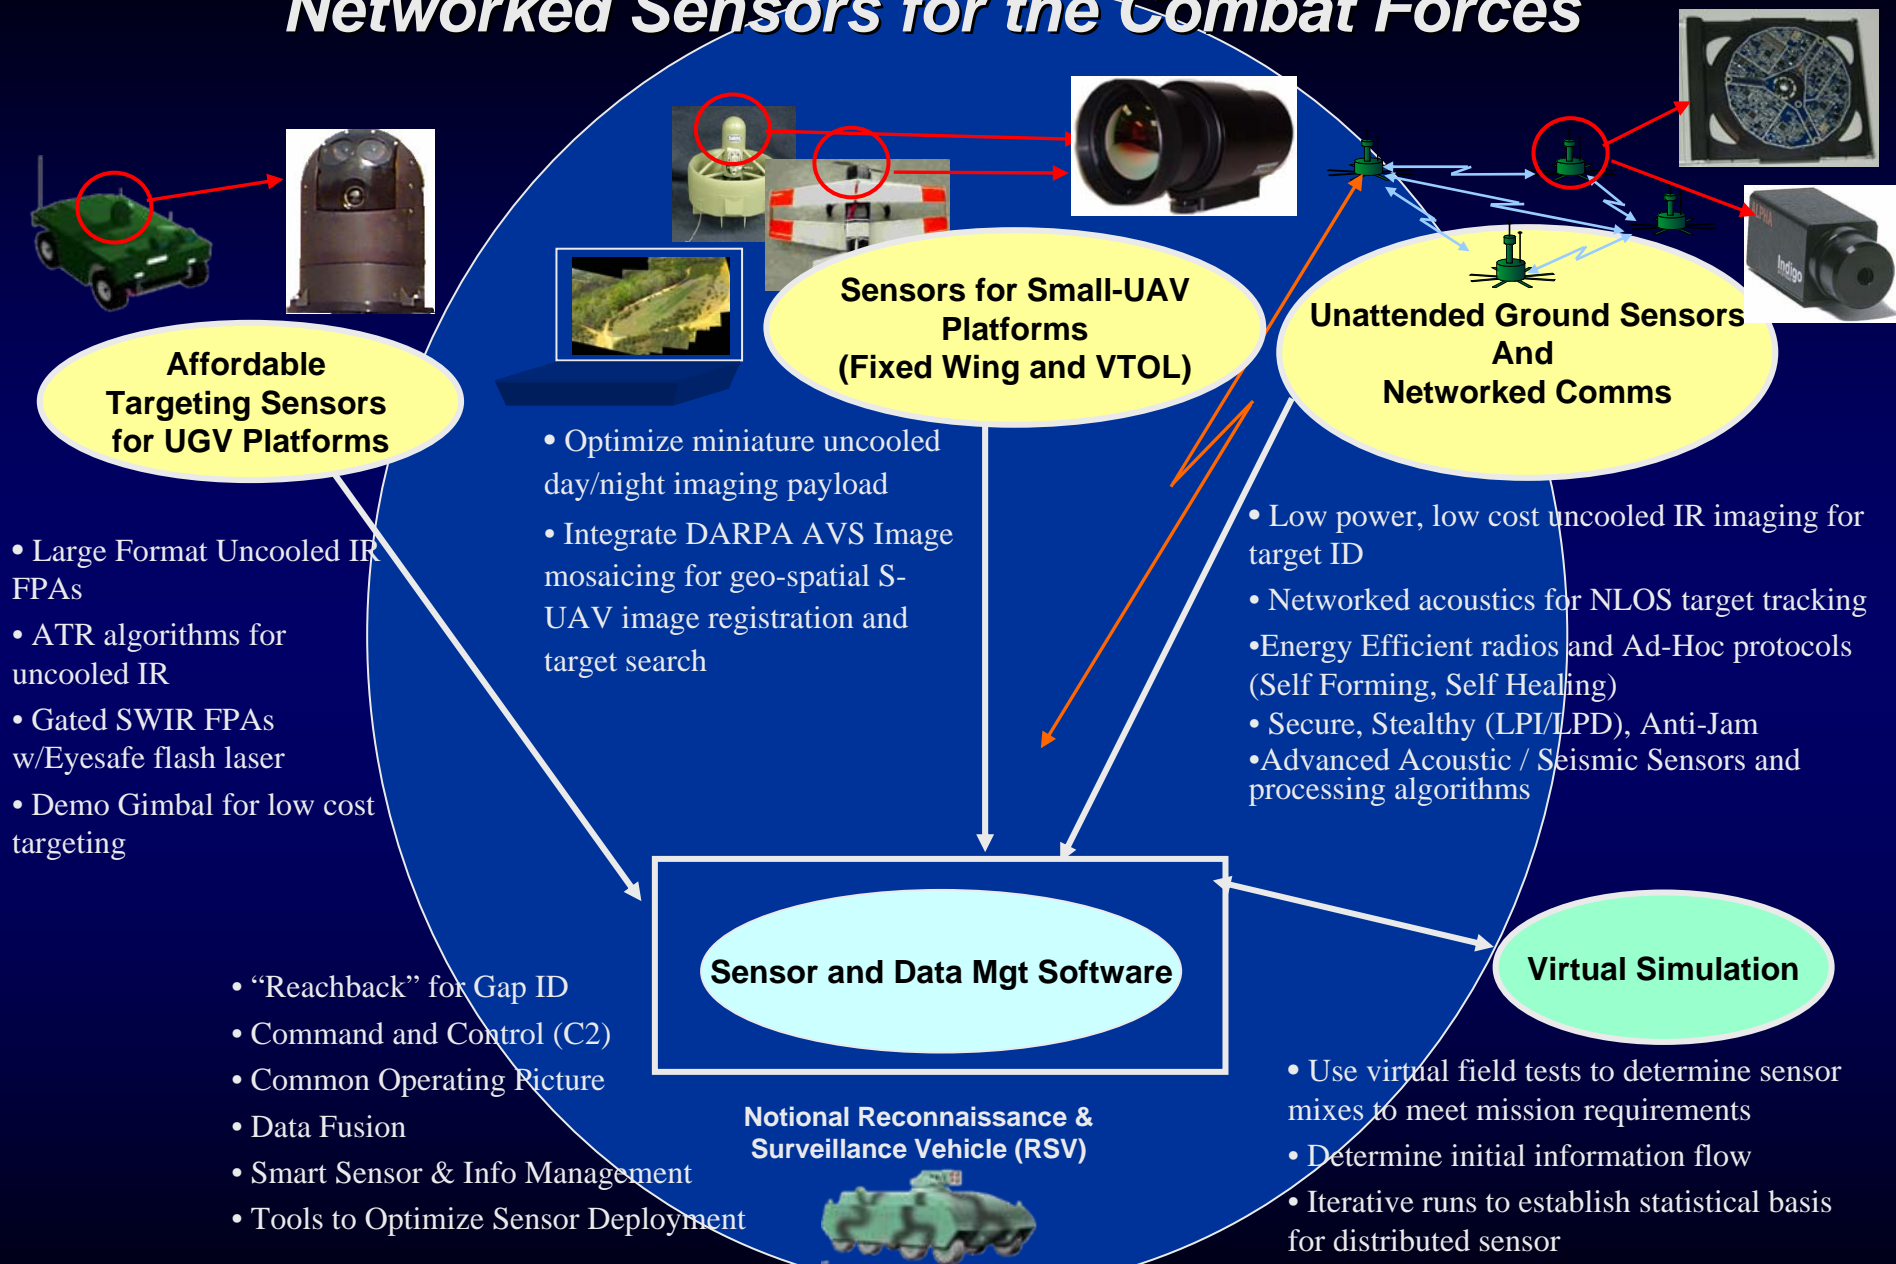 Networked Sensors for the Combat Forces
ALPHA
Indigo
Affordable
Targeting Sensors
for UGV Platforms
Sensors for Small-UAV
Platforms
(Fixed Wing and VTOL)
Unattended Ground Sensors
And
Networked Comms
• Large Format Uncooled IR
FPAs
• ATR algorithms for
uncooled IR
• Gated SWIR FPAs
w/Eyesafe flash laser
• Demo Gimbal for low cost
targeting
• Optimize miniature uncooled
day/night imaging payload
• Integrate DARPA AVS Image
mosaicing for geo-spatial S-
UAV image registration and
target search
• Low power, low cost uncooled IR imaging for
target ID
• Networked acoustics for NLOS target tracking
•Energy Efficient radios and Ad-Hoc protocols
(Self Forming, Self Healing)
• Secure, Stealthy (LPI/LPD), Anti-Jam
•Advanced Acoustic / Seismic Sensors and
processing algorithms
Sensor and Data Mgt Software
Virtual Simulation
• “Reachback” for Gap ID
• Command and Control (C2)
• Common Operating Picture
• Data Fusion
• Smart Sensor & Info Management
• Tools to Optimize Sensor Deployment
Notional Reconnaissance &
Surveillance Vehicle (RSV)
• Use virtual field tests to determine sensor
mixes to meet mission requirements
• Determine initial information flow
• Iterative runs to establish statistical basis
for distributed sensor